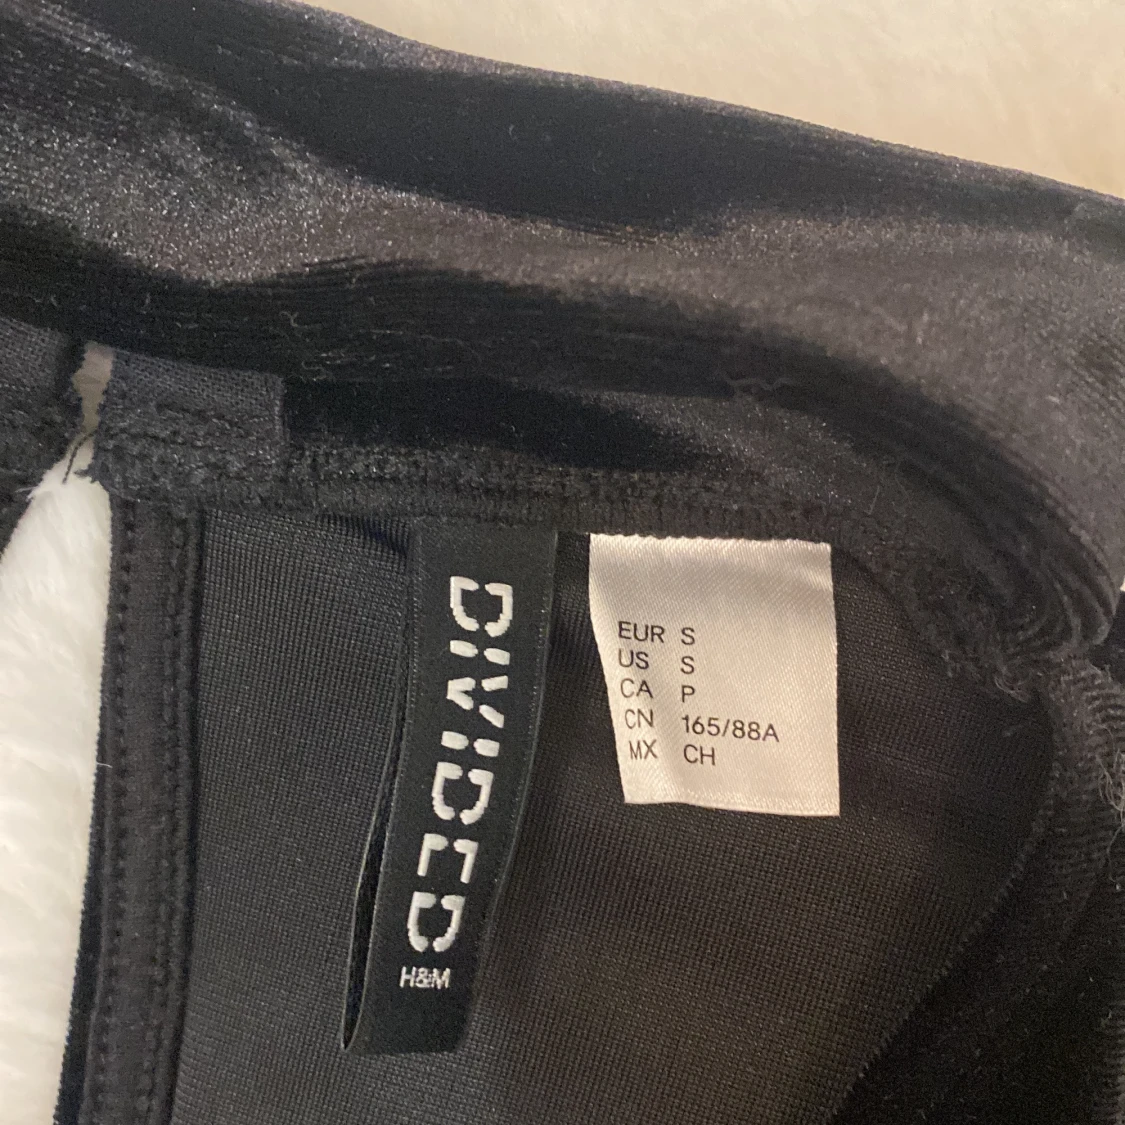 DIVIDED
H&M
EUR S
US S
CA P
CN 165/88A
MX CH